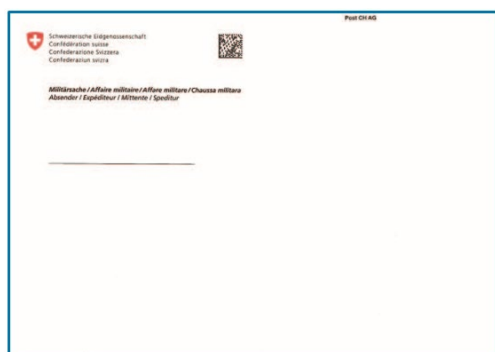 Post CH AG
Schweizerische Eidgenossenschaft
Confédération suisse
Confederazione Svizzera
Confederaziun svizra
Militärsache / Affaire militaire / Affare militare / Chaussa militara
Absender / Expéditeur / Mittente / Speditur